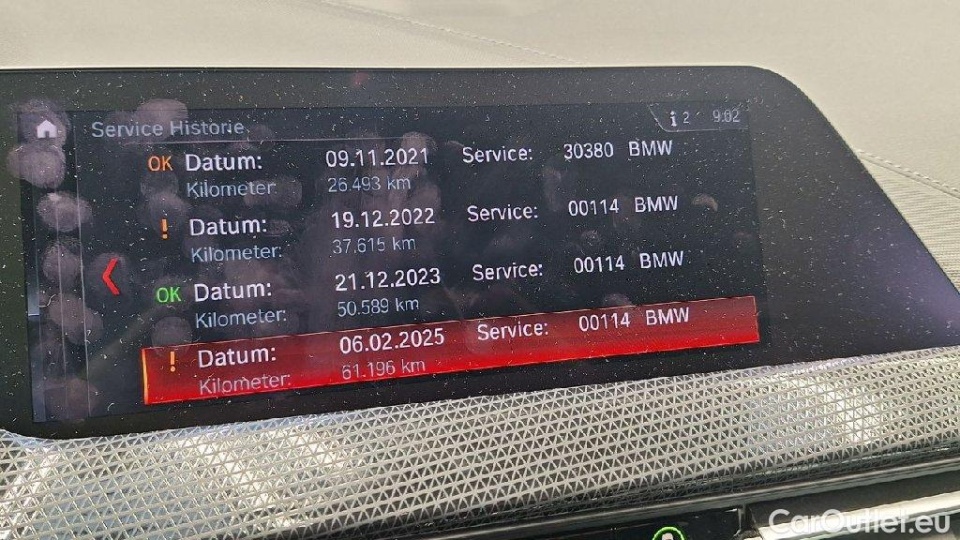 Service Historie
i 2 9:02
OK Datum: 09.11.2021 Service: 30380 BMW
Kilometer: 26.493 km
! Datum: 19.12.2022 Service: 00114 BMW
Kilometer: 37.615 km
OK Datum: 21.12.2023 Service: 00114 BMW
Kilometer: 50.589 km
! Datum: 06.02.2025 Service: 00114 BMW
Kilometer: 61.196 km
CarOutlet.eu